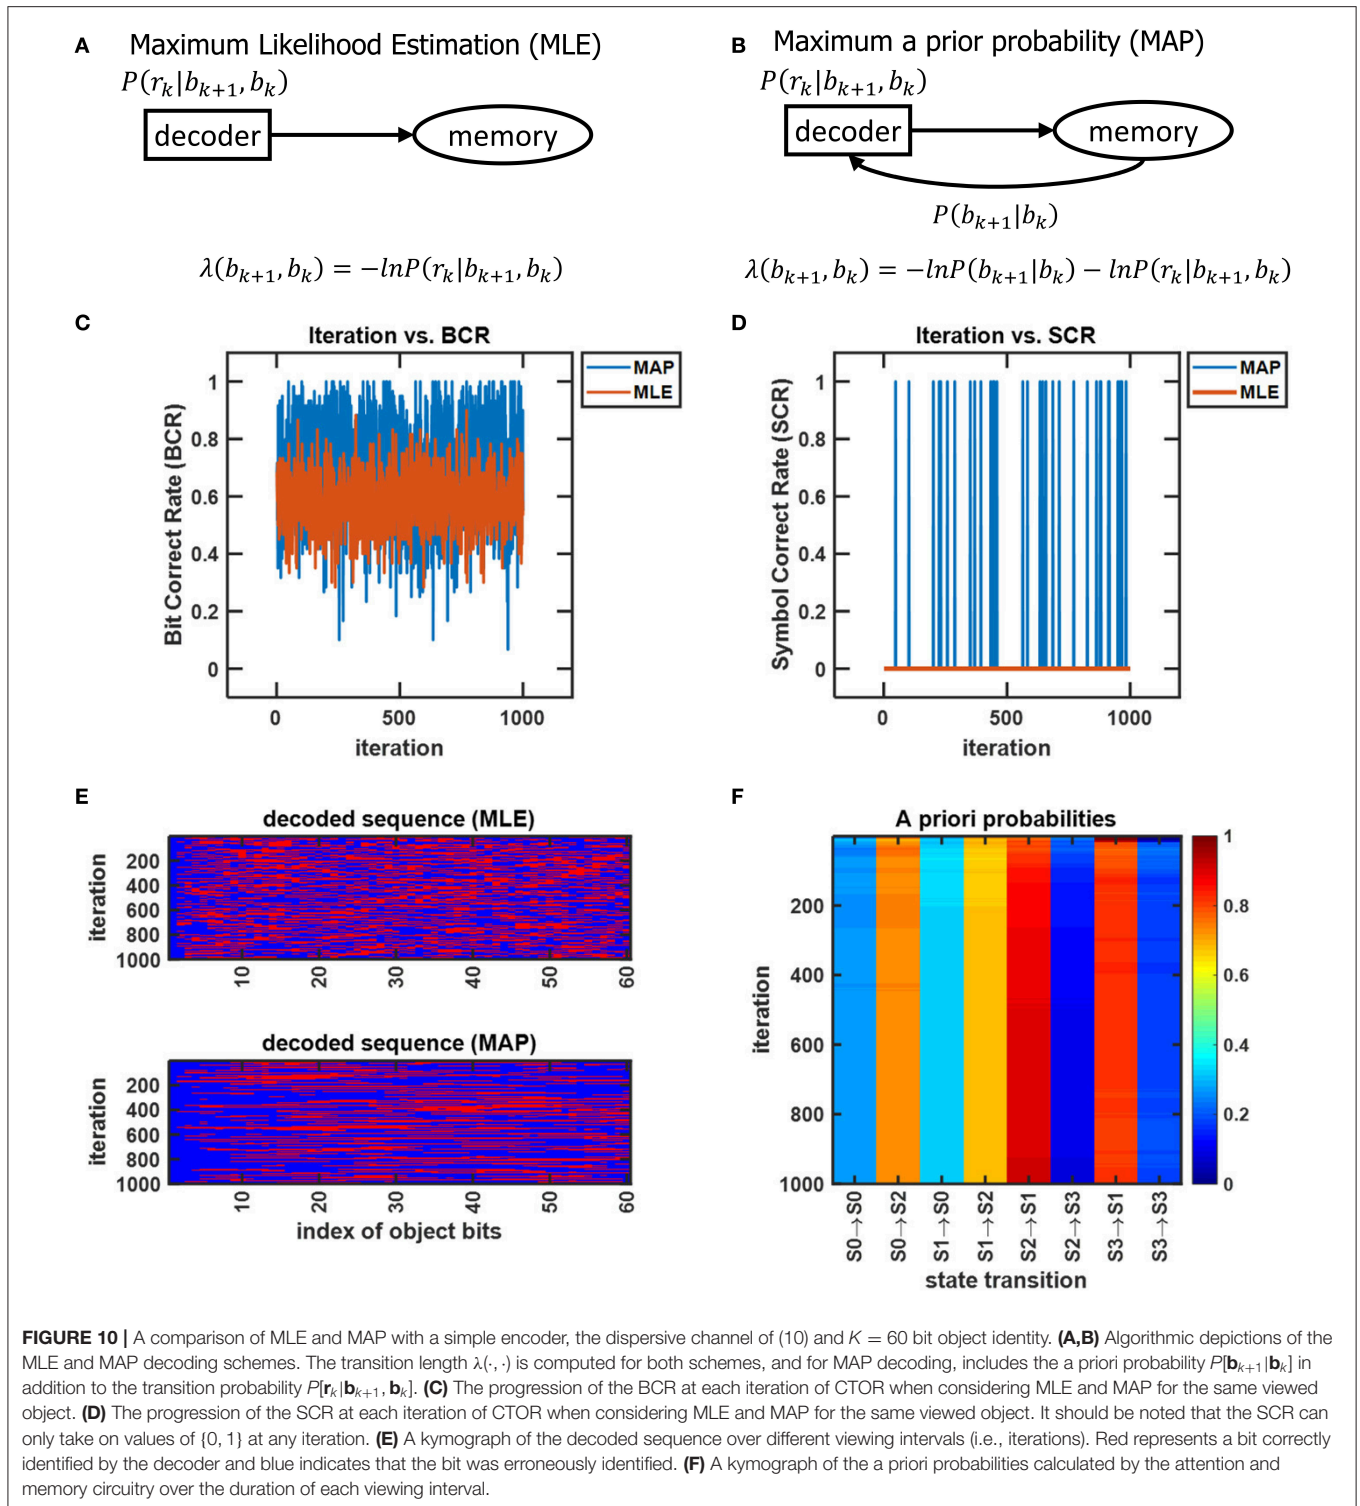 A Maximum Likelihood Estimation (MLE)
P(r_k|b_{k+1}, b_k)
decoder
memory
λ(b_{k+1}, b_k) = −lnP(r_k|b_{k+1}, b_k)
B Maximum a prior probability (MAP)
P(r_k|b_{k+1}, b_k)
decoder
memory
P(b_{k+1}|b_k)
λ(b_{k+1}, b_k) = −lnP(b_{k+1}|b_k) − lnP(r_k|b_{k+1}, b_k)
C
Iteration vs. BCR
Bit Correct Rate (BCR)
1
0.8
0.6
0.4
0.2
0
0 500 1000
iteration
MAP
MLE
D
Iteration vs. SCR
Symbol Correct Rate (SCR)
1
0.8
0.6
0.4
0.2
0
0 500 1000
iteration
MAP
MLE
E
decoded sequence (MLE)
iteration
200
400
600
800
1000
10 20 30 40 50 60
decoded sequence (MAP)
iteration
200
400
600
800
1000
10 20 30 40 50 60
index of object bits
F
A priori probabilities
iteration
200
400
600
800
1000
S0→S0 S0→S2 S1→S0 S1→S2 S2→S1 S2→S3 S3→S1 S3→S3
state transition
1
0.8
0.6
0.4
0.2
0
FIGURE 10 | A comparison of MLE and MAP with a simple encoder, the dispersive channel of (10) and K = 60 bit object identity. (A,B) Algorithmic depictions of the
MLE and MAP decoding schemes. The transition length λ(·, ·) is computed for both schemes, and for MAP decoding, includes the a priori probability P[b_{k+1}|b_k] in
addition to the transition probability P[r_k|b_{k+1}, b_k]. (C) The progression of the BCR at each iteration of CTOR when considering MLE and MAP for the same viewed
object. (D) The progression of the SCR at each iteration of CTOR when considering MLE and MAP for the same viewed object. It should be noted that the SCR can
only take on values of {0, 1} at any iteration. (E) A kymograph of the decoded sequence over different viewing intervals (i.e., iterations). Red represents a bit correctly
identified by the decoder and blue indicates that the bit was erroneously identified. (F) A kymograph of the a priori probabilities calculated by the attention and
memory circuitry over the duration of each viewing interval.